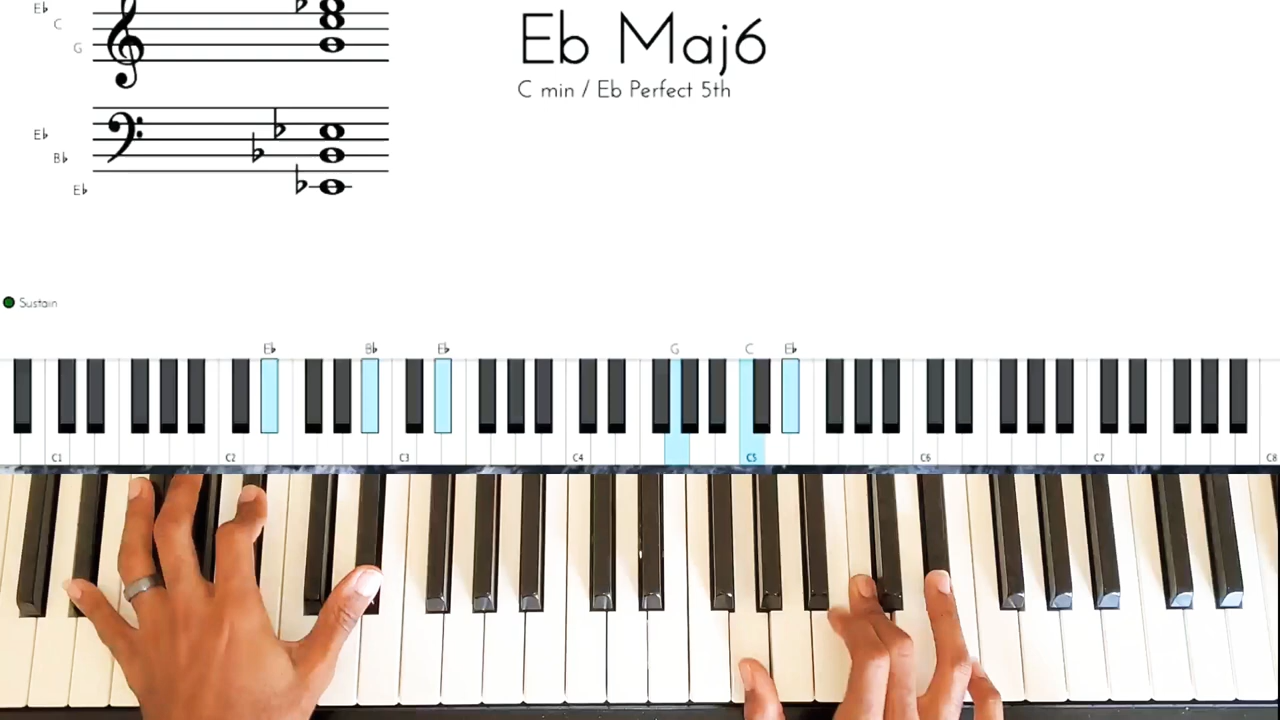 E♭
C
G
Eb Maj6
C min / Eb Perfect 5th
E♭
B♭
E♭
Sustain
E♭ B♭ E♭ G C E♭
C1 C2 C3 C4 C5 C6 C7 C8